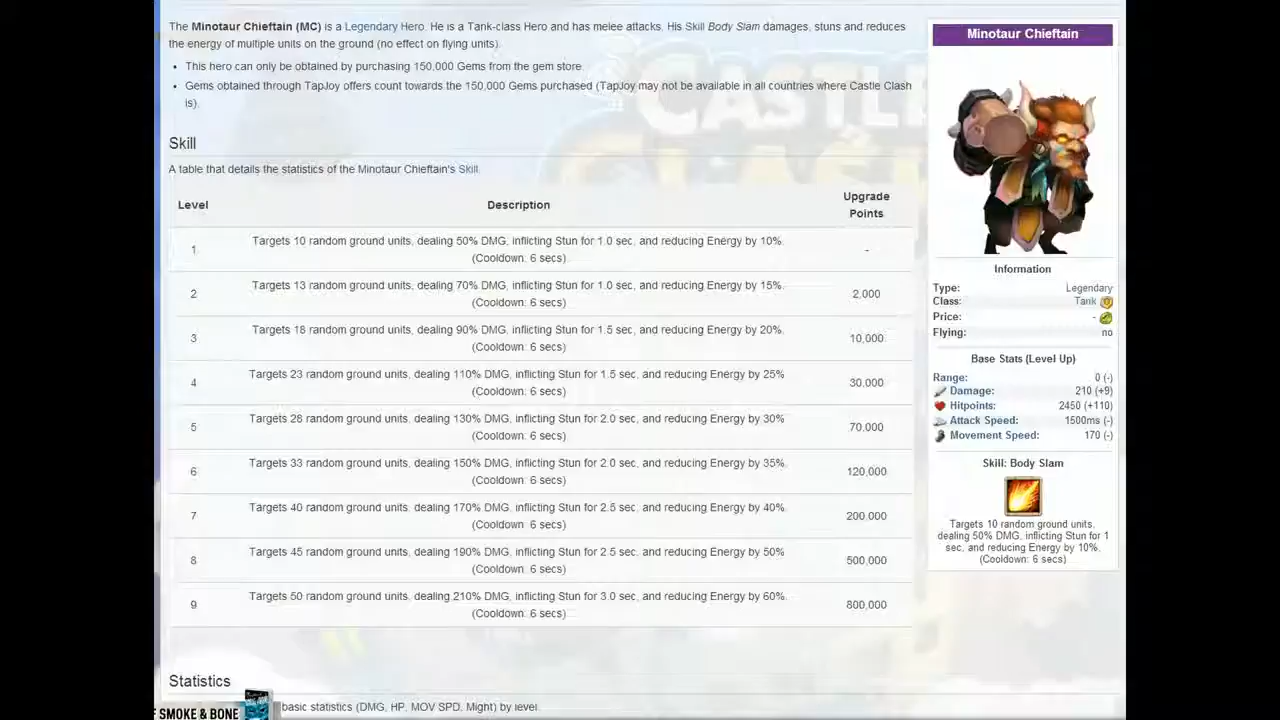 The Minotaur Chieftain (MC) is a Legendary Hero. He is a Tank-class Hero and has melee attacks. His Skill Body Slam damages, stuns and reduces
the energy of multiple units on the ground (no effect on flying units).
• This hero can only be obtained by purchasing 150,000 Gems from the gem store.
• Gems obtained through TapJoy offers count towards the 150,000 Gems purchased (TapJoy may not be available in all countries where Castle Clash
is).
Skill
A table that details the statistics of the Minotaur Chieftain's Skill.
Level Description Upgrade Points
1 Targets 10 random ground units, dealing 50% DMG, inflicting Stun for 1.0 sec, and reducing Energy by 10%. -
(Cooldown: 6 secs)
2 Targets 13 random ground units, dealing 70% DMG, inflicting Stun for 1.0 sec, and reducing Energy by 15%. 2,000
(Cooldown: 6 secs)
3 Targets 18 random ground units, dealing 90% DMG, inflicting Stun for 1.5 sec, and reducing Energy by 20%. 10,000
(Cooldown: 6 secs)
4 Targets 23 random ground units, dealing 110% DMG, inflicting Stun for 1.5 sec, and reducing Energy by 25% 30,000
(Cooldown: 6 secs)
5 Targets 28 random ground units, dealing 130% DMG, inflicting Stun for 2.0 sec, and reducing Energy by 30% 70,000
(Cooldown: 6 secs)
6 Targets 33 random ground units, dealing 150% DMG, inflicting Stun for 2.0 sec, and reducing Energy by 35%. 120,000
(Cooldown: 6 secs)
7 Targets 40 random ground units, dealing 170% DMG, inflicting Stun for 2.5 sec, and reducing Energy by 40%. 200,000
(Cooldown: 6 secs)
8 Targets 45 random ground units, dealing 190% DMG, inflicting Stun for 2.5 sec, and reducing Energy by 50% 500,000
(Cooldown: 6 secs)
9 Targets 50 random ground units, dealing 210% DMG, inflicting Stun for 3.0 sec, and reducing Energy by 60%. 800,000
(Cooldown: 6 secs)
Statistics
basic statistics (DMG, HP, MOV SPD, Might) by level.
SMOKE & BONE
Minotaur Chieftain
Information
Type: Legendary
Class: Tank
Price: -
Flying: no
Base Stats (Level Up)
Range: 0 (-)
Damage: 210 (+9)
Hitpoints: 2450 (+110)
Attack Speed: 1500ms (-)
Movement Speed: 170 (-)
Skill: Body Slam
Targets 10 random ground units,
dealing 50% DMG, inflicting Stun for 1
sec, and reducing Energy by 10%.
(Cooldown: 6 secs)